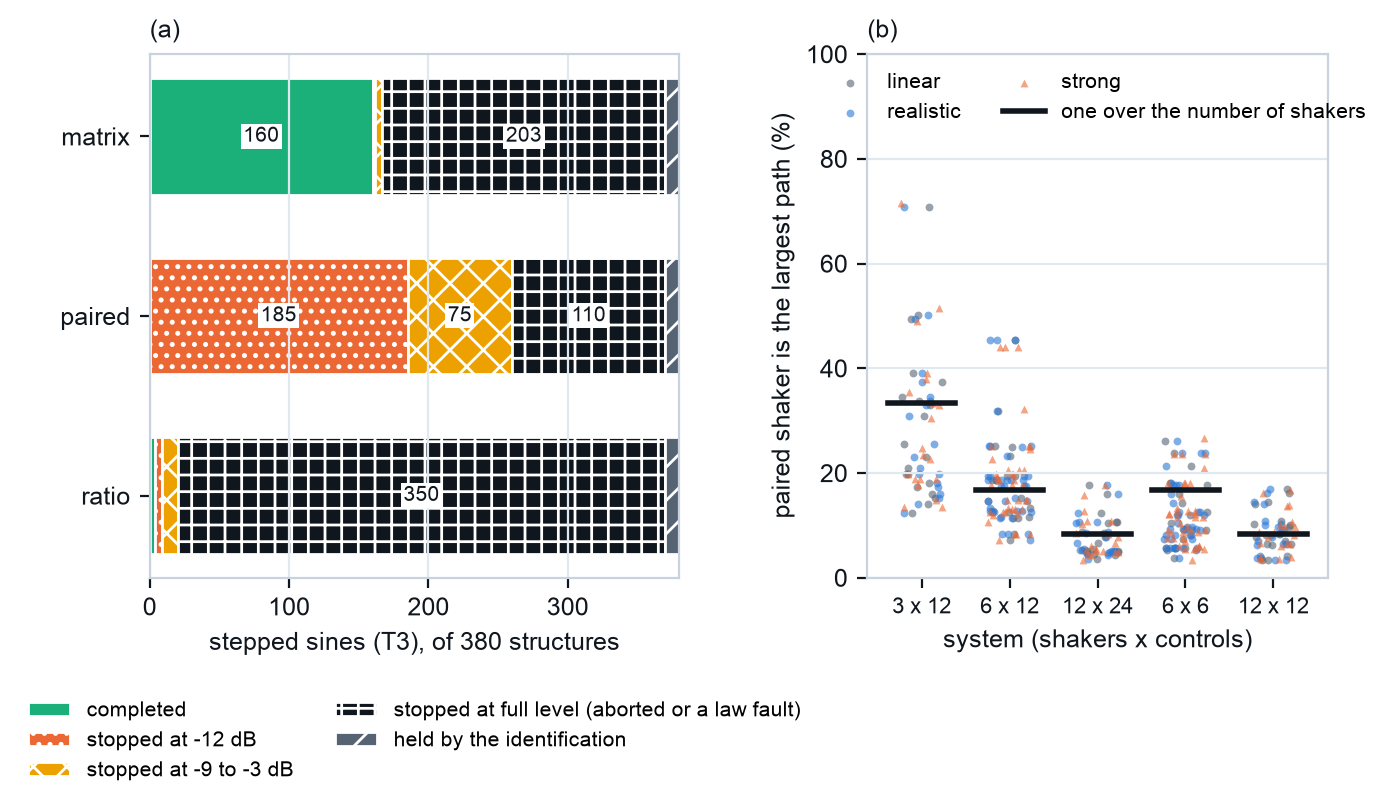 (a)
matrix
paired
ratio
160
203
185
75
110
350
0
100
200
300
stepped sines (T3), of 380 structures
completed
stopped at -12 dB
stopped at -9 to -3 dB
stopped at full level (aborted or a law fault)
held by the identification
(b)
paired shaker is the largest path (%)
100
80
60
40
20
0
linear
realistic
strong
one over the number of shakers
3 x 12
6 x 12
12 x 24
6 x 6
12 x 12
system (shakers x controls)